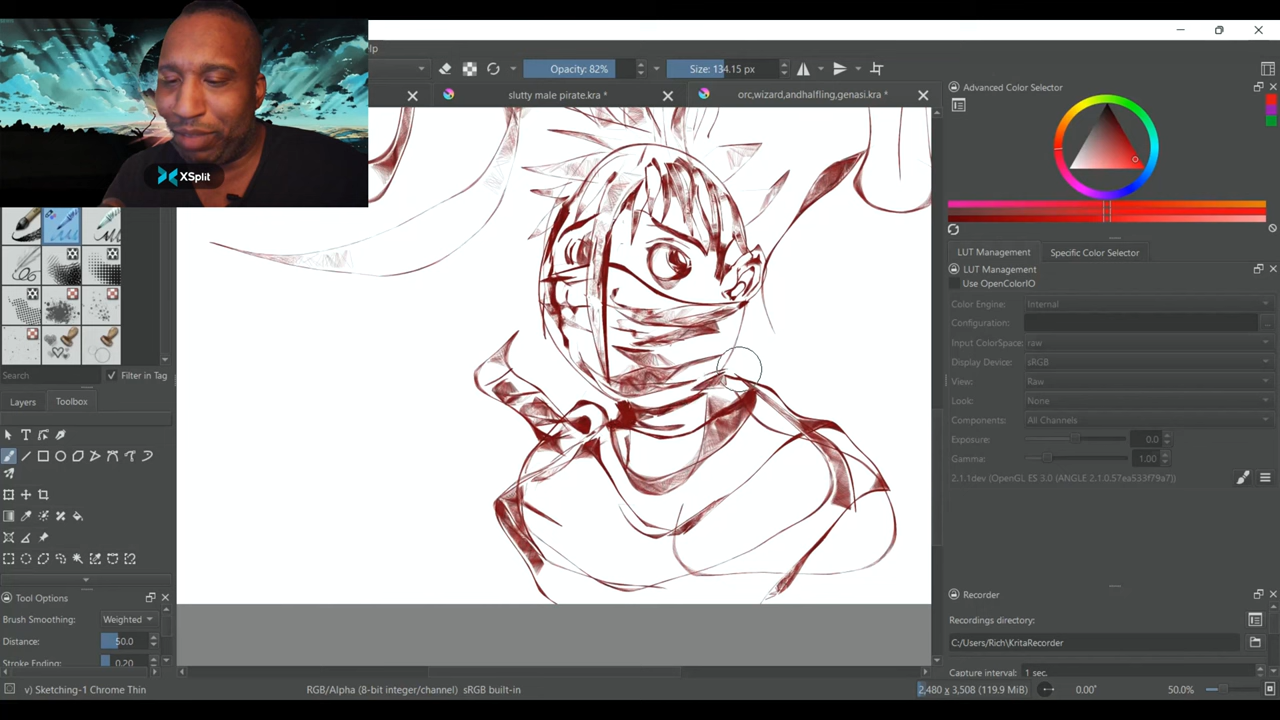 lp
Opacity: 82%
Size: 134.15 px
slutty male pirate.kra *
orc,wizard,andhalfling,genasi.kra *
Advanced Color Selector
XSplit
LUT Management
Specific Color Selector
LUT Management
Use OpenColorIO
Color Engine:
Internal
Configuration:
...
Input ColorSpace:
raw
Display Device:
sRGB
View:
Raw
Look:
None
Components:
All Channels
Exposure:
0.0
Gamma:
1.00
2.1.1dev (OpenGL ES 3.0 (ANGLE 2.1.0.57ea533f79a7))
Search
Filter in Tag
Layers
Toolbox
T
Tool Options
Brush Smoothing:
Weighted
Distance:
50.0
Stroke Ending:
0.20
Recorder
Recordings directory:
C:/Users/Rich\KritaRecorder
Capture interval:
1 sec.
v) Sketching-1 Chrome Thin
RGB/Alpha (8-bit integer/channel) sRGB built-in
2,480 x 3,508 (119.9 MiB)
0.00°
50.0%